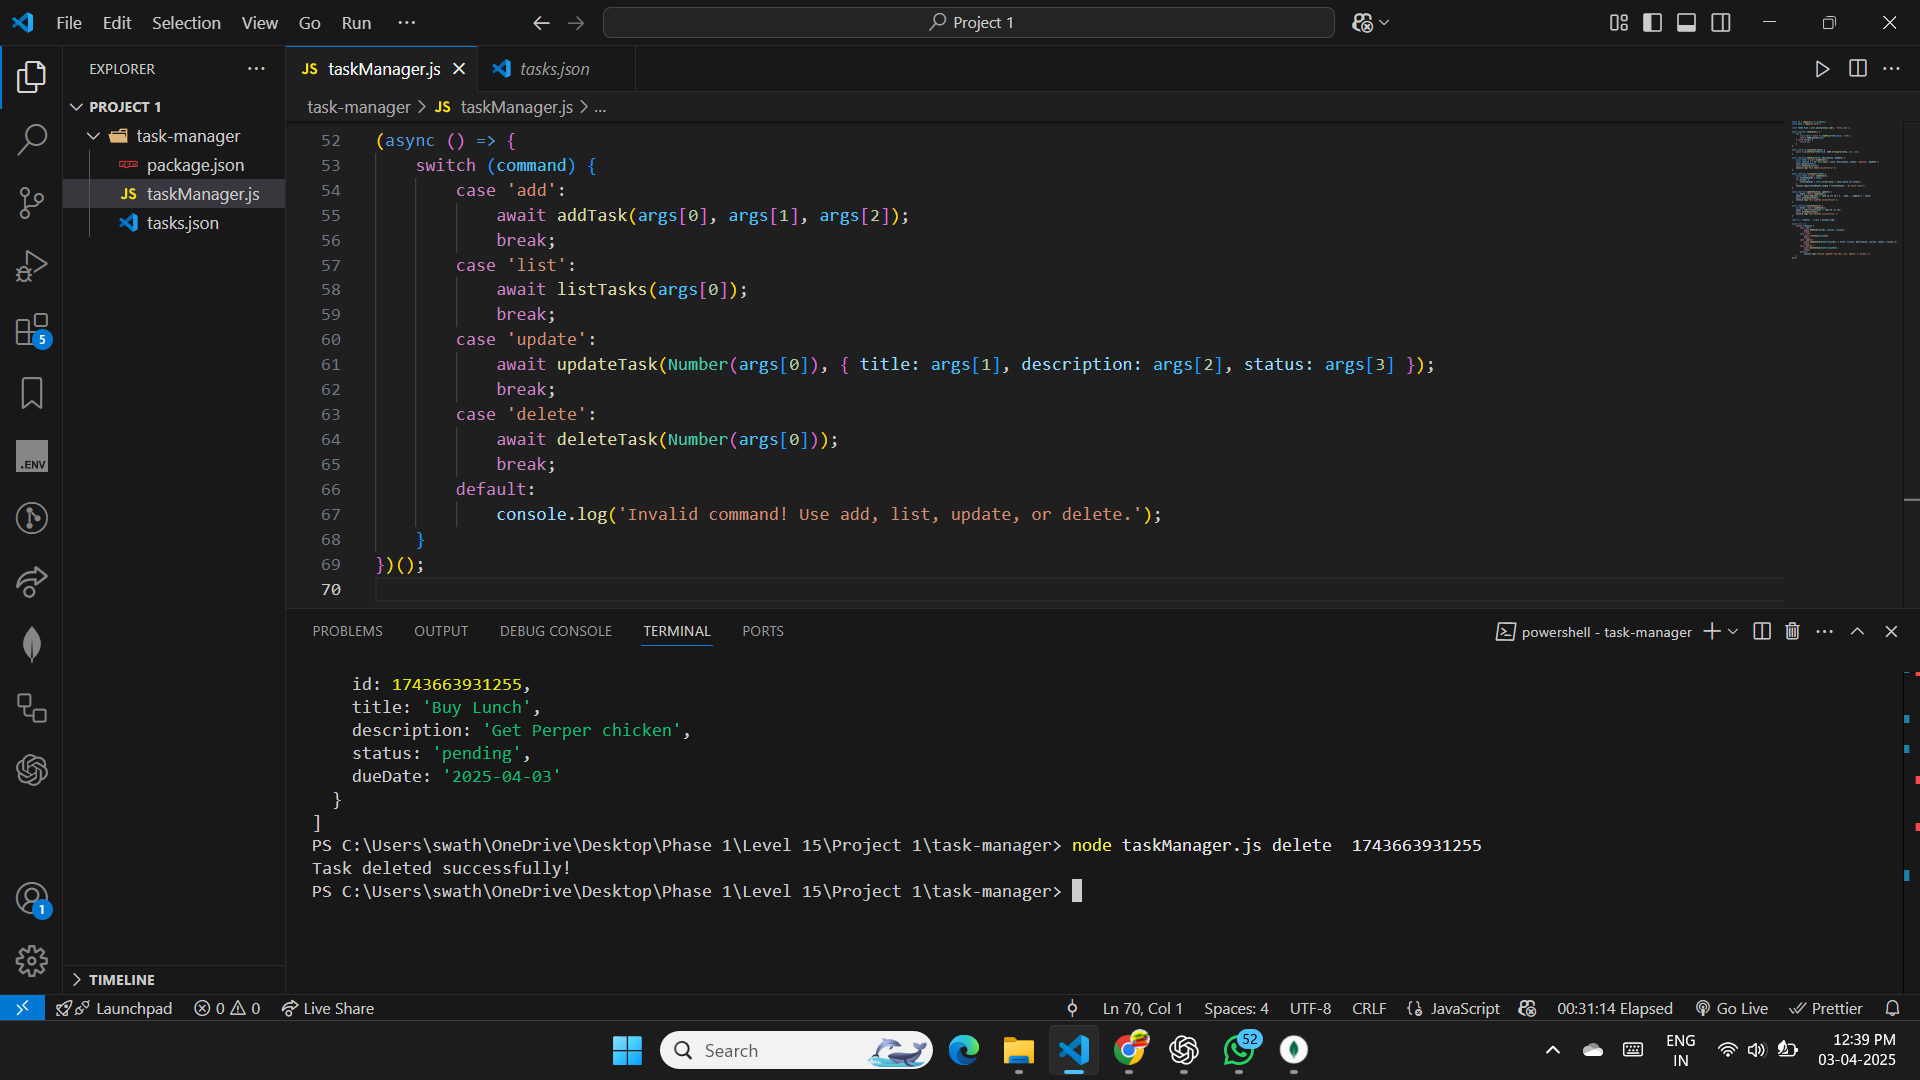 File Edit Selection View Go Run ...
Project 1
EXPLORER
PROJECT 1
task-manager
package.json
JS taskManager.js
tasks.json
5
.ENV
1
TIMELINE
JS taskManager.js
tasks.json
task-manager > JS taskManager.js > ...
52 (async () => {
53 switch (command) {
54 case 'add':
55 await addTask(args[0], args[1], args[2]);
56 break;
57 case 'list':
58 await listTasks(args[0]);
59 break;
60 case 'update':
61 await updateTask(Number(args[0]), { title: args[1], description: args[2], status: args[3] });
62 break;
63 case 'delete':
64 await deleteTask(Number(args[0]));
65 break;
66 default:
67 console.log('Invalid command! Use add, list, update, or delete.');
68 }
69 })();
70
PROBLEMS OUTPUT DEBUG CONSOLE TERMINAL PORTS
powershell - task-manager
id: 1743663931255,
title: 'Buy Lunch',
description: 'Get Perper chicken',
status: 'pending',
dueDate: '2025-04-03'
}
]
PS C:\Users\swath\OneDrive\Desktop\Phase 1\Level 15\Project 1\task-manager> node taskManager.js delete  1743663931255
Task deleted successfully!
PS C:\Users\swath\OneDrive\Desktop\Phase 1\Level 15\Project 1\task-manager>
Launchpad 0 0 Live Share
Ln 70, Col 1 Spaces: 4 UTF-8 CRLF {} JavaScript 00:31:14 Elapsed Go Live Prettier
Search
52
ENG
IN
12:39 PM
03-04-2025